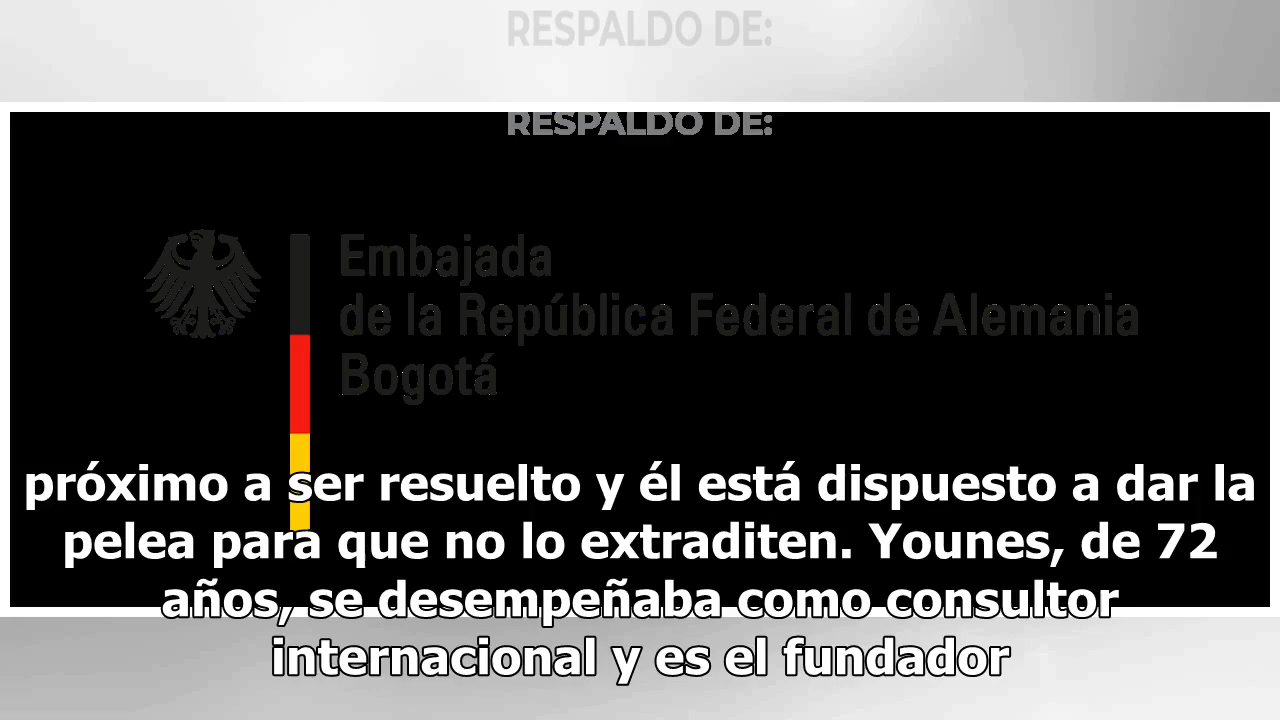 RESPALDO DE:
RESPALDO DE:
Embajada
de la República Federal de Alemania
Bogotá
próximo a ser resuelto y él está dispuesto a dar la
pelea para que no lo extraditen. Younes, de 72
años, se desempeñaba como consultor
internacional y es el fundador